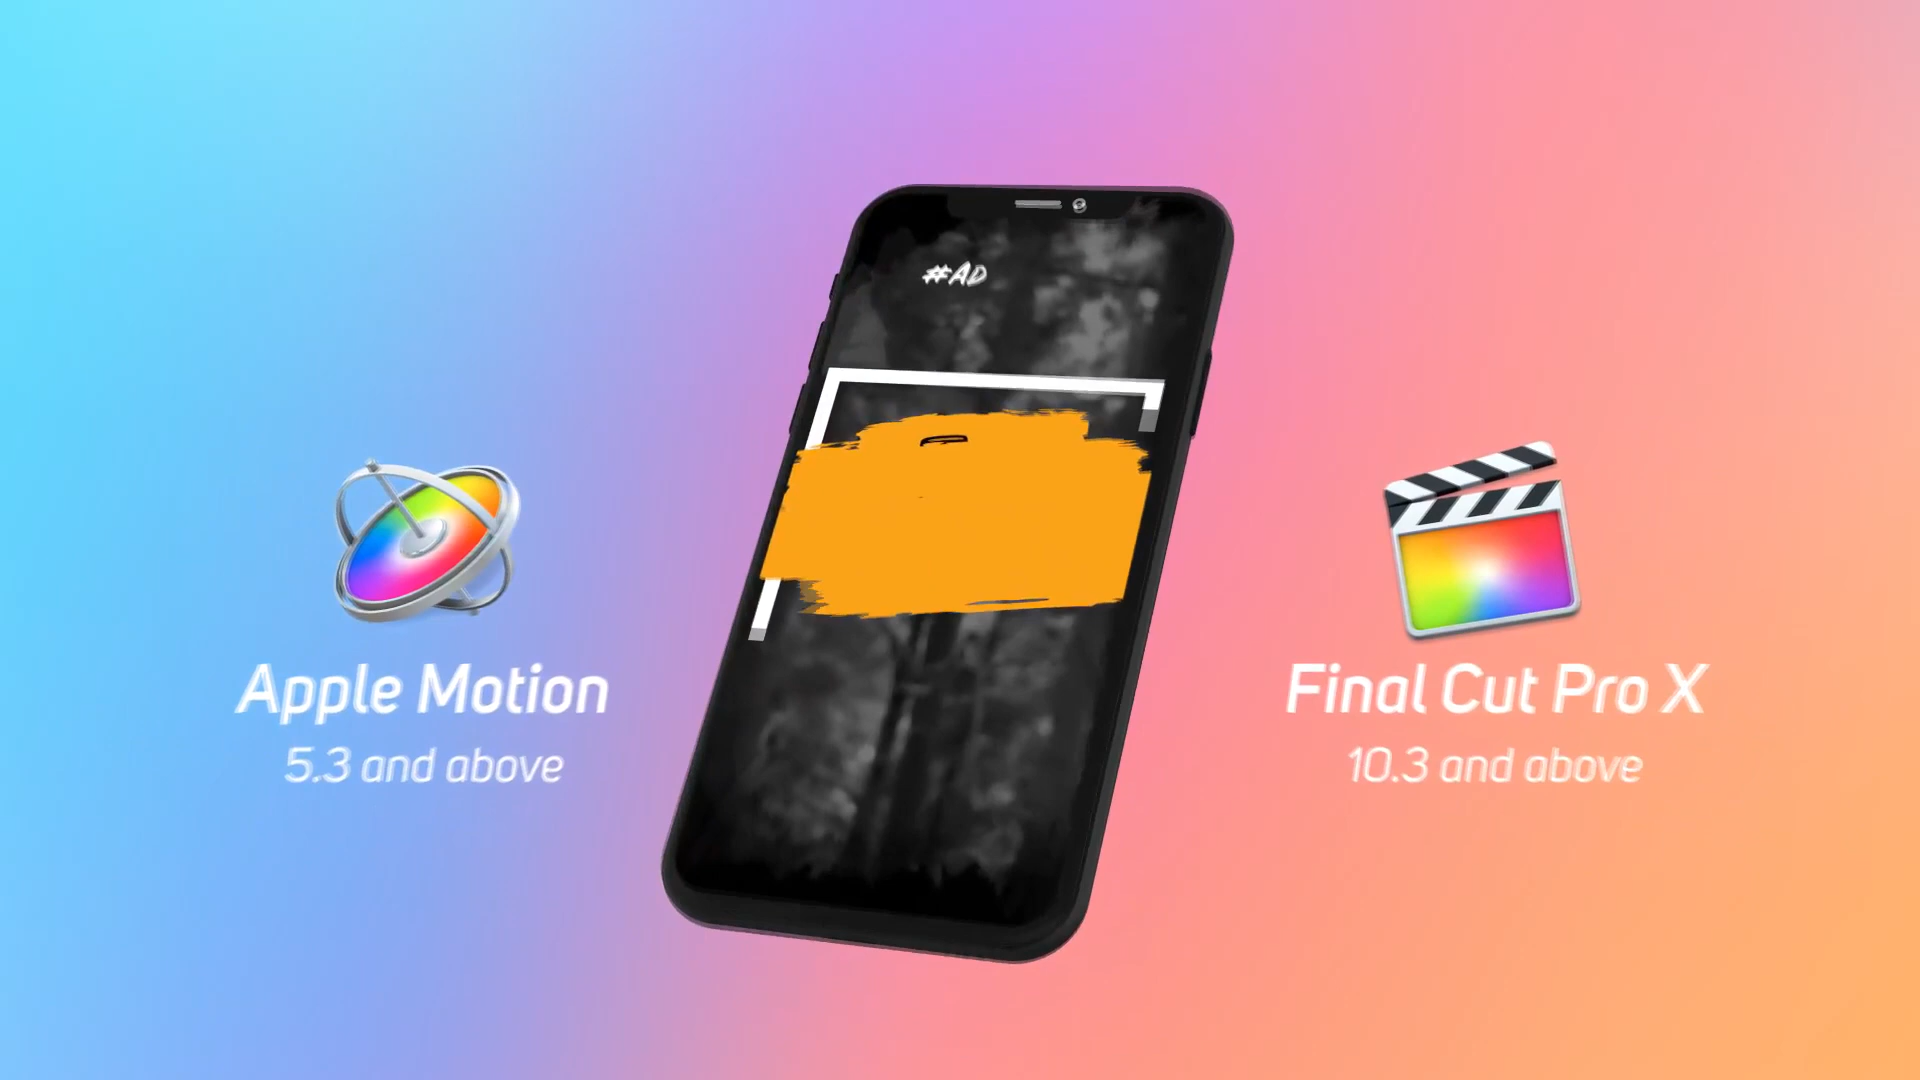 #AD
Apple Motion
5.3 and above
Final Cut Pro X
10.3 and above